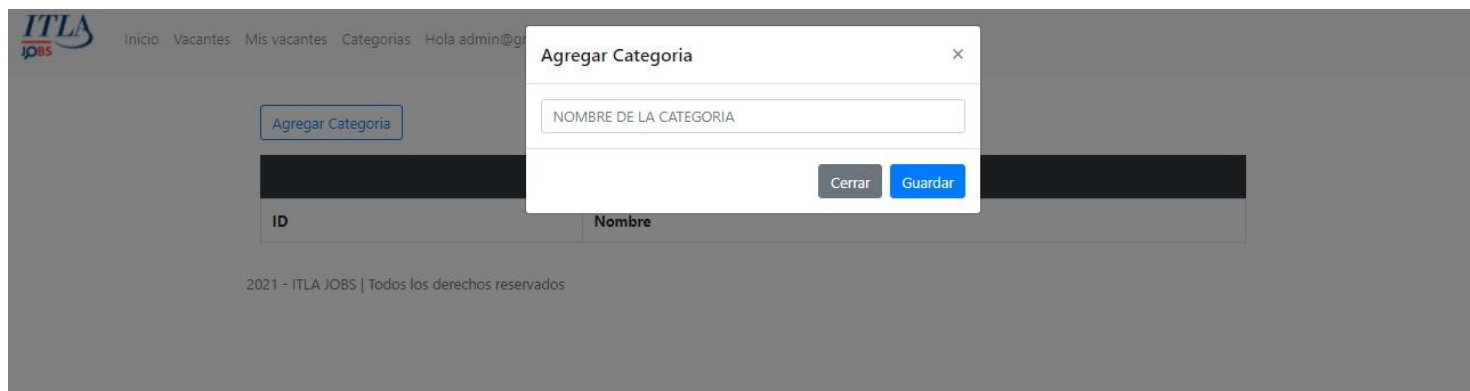 ITLA
JOBS
Inicio Vacantes Mis vacantes Categorias Hola
Agregar Categoria ×
NOMBRE DE LA CATEGORIA
Agregar Categoria
Cerrar Guardar
ID Nombre
2021 - ITLA JOBS | Todos los derechos reservados